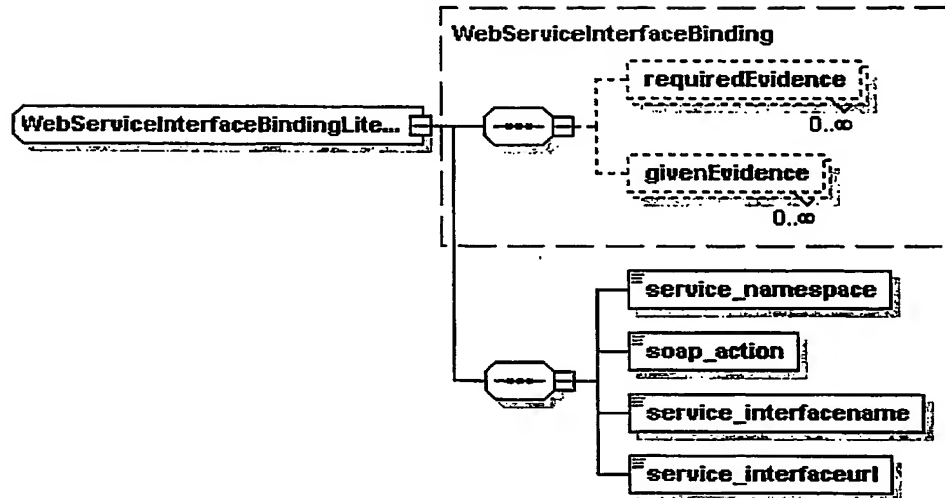 WebServiceInterfaceBinding
requiredEvidence
0..∞
WebServiceInterfaceBindingLite...
givenEvidence
0..∞
service_namespace
soap_action
service_interfacename
service_interfaceurl